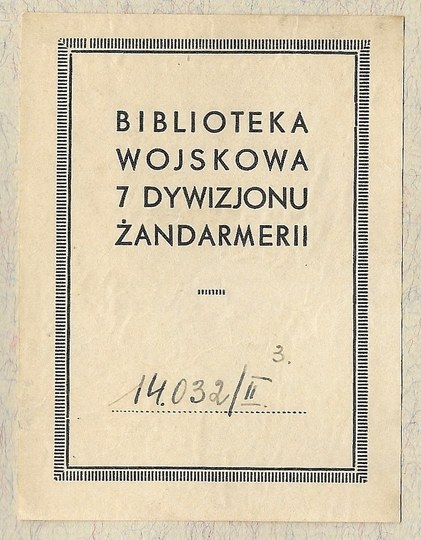 BIBLIOTEKA
WOJSKOWA
7 DYWIZJONU
ŻANDARMERII
3.
14.032/II